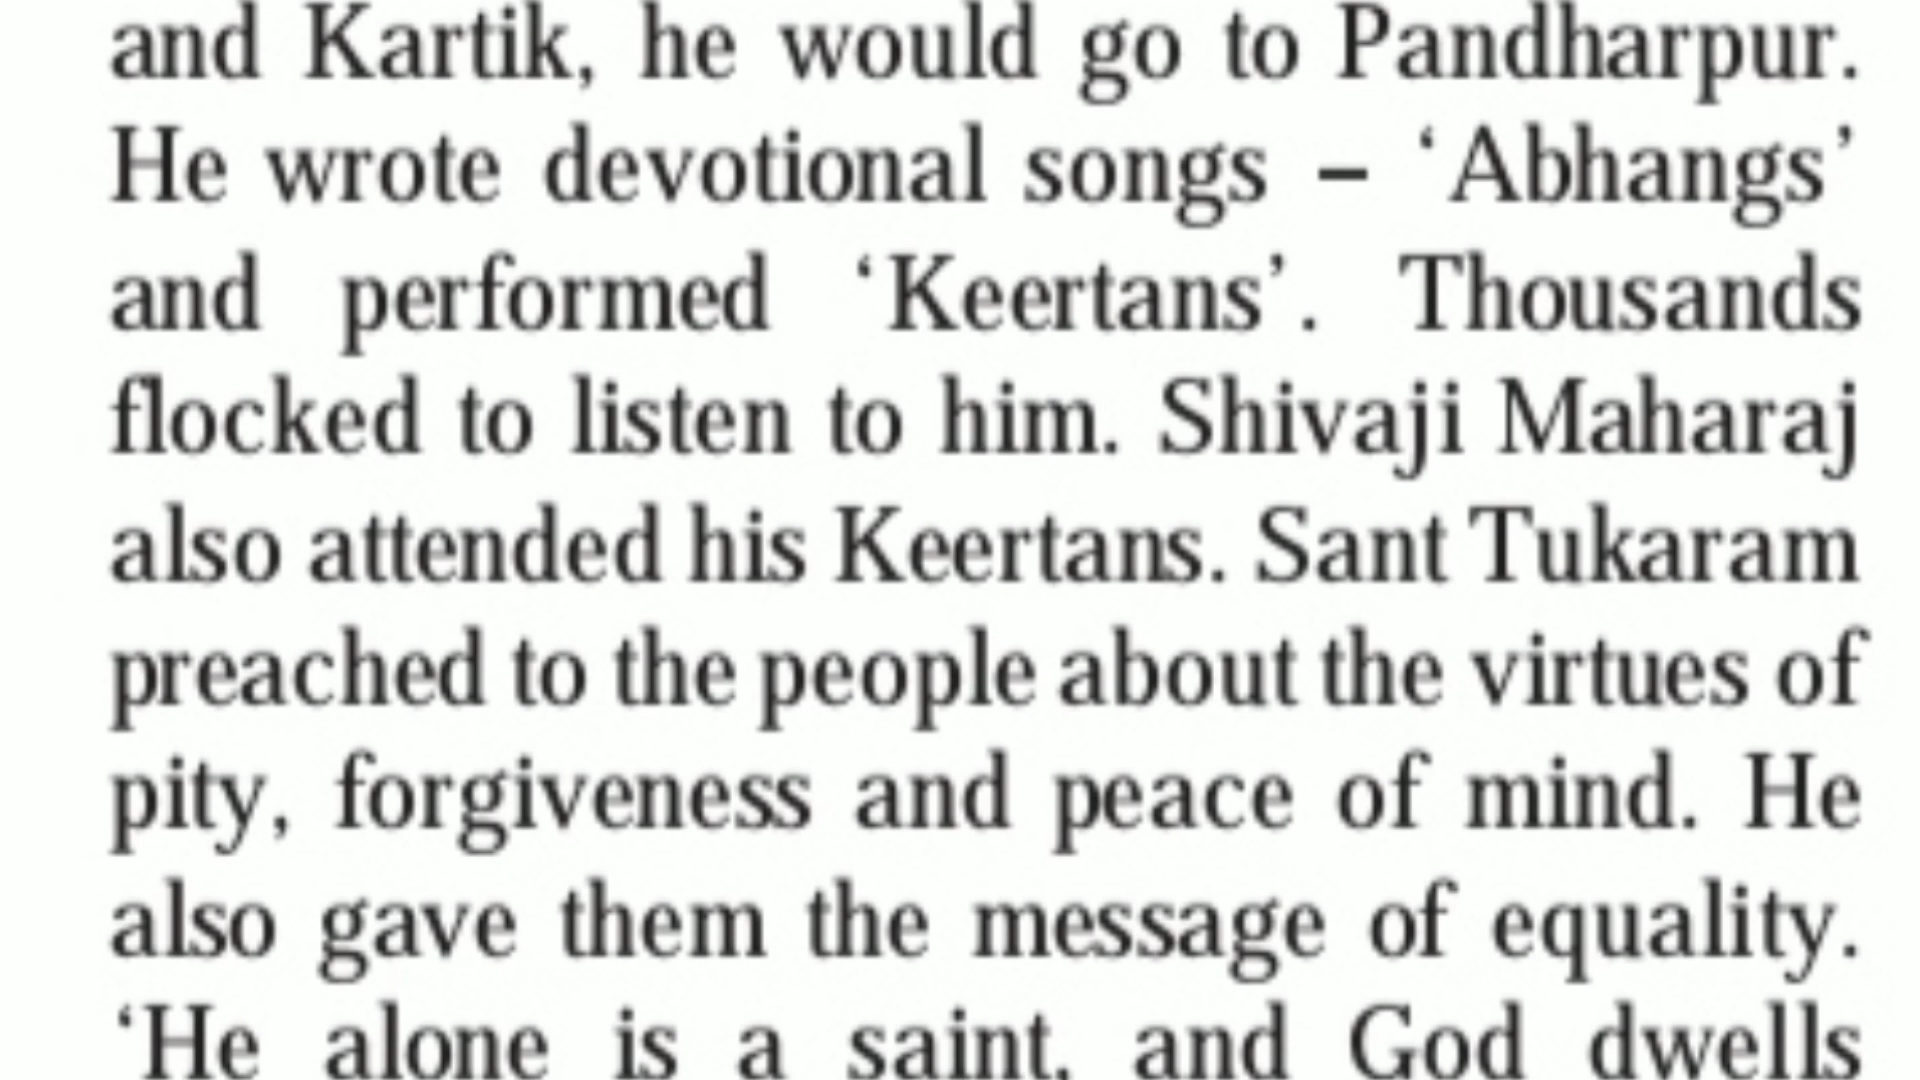 and Kartik, he would go to Pandharpur.
He wrote devotional songs – ‘Abhangs’
and performed ‘Keertans’. Thousands
flocked to listen to him. Shivaji Maharaj
also attended his Keertans. Sant Tukaram
preached to the people about the virtues of
pity, forgiveness and peace of mind. He
also gave them the message of equality.
‘He alone is a saint, and God dwells